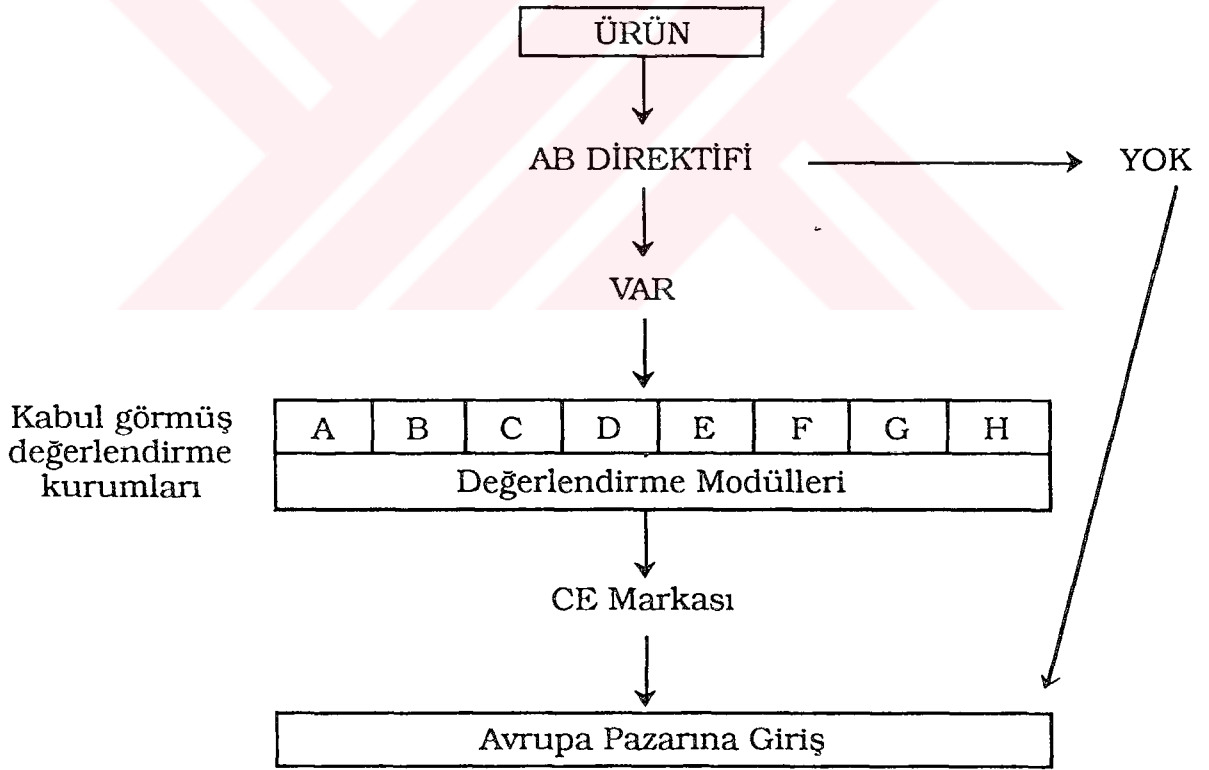 ÜRÜN
AB DİREKTİFİ
YOK
VAR
Kabul görmüş
değerlendirme
kurumları
A B C D E F G H
Değerlendirme Modülleri
CE Markası
Avrupa Pazarına Giriş